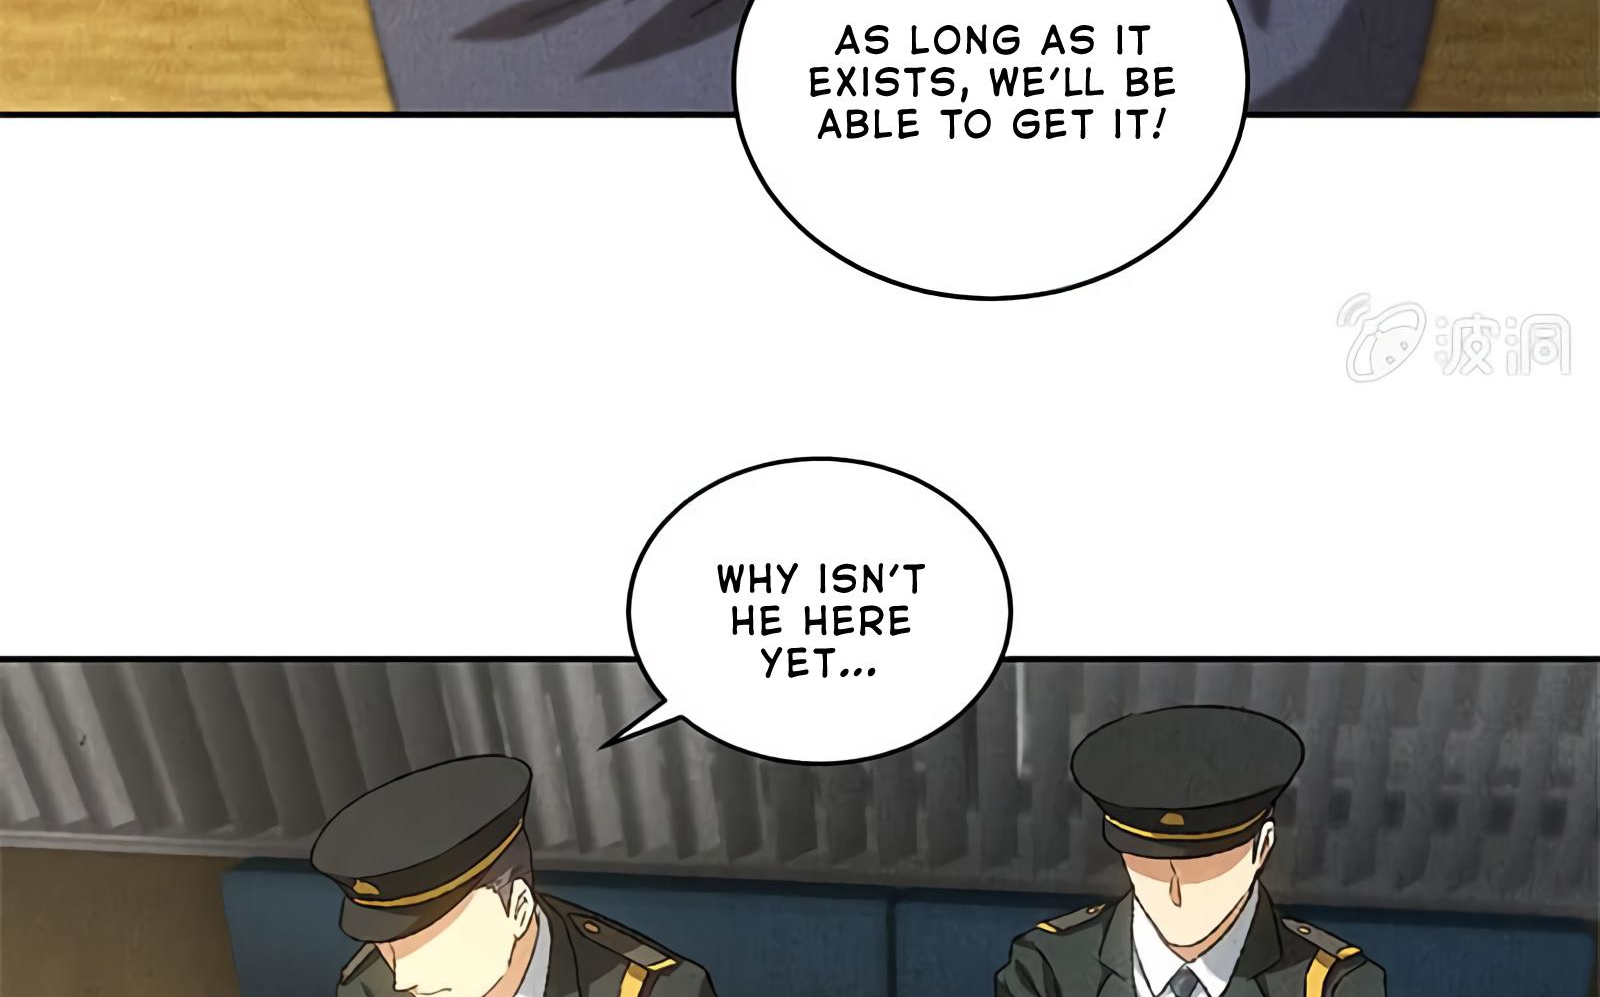 AS LONG AS IT
EXISTS, WE'LL BE
ABLE TO GET IT!
波洞
WHY ISN'T
HE HERE
YET...